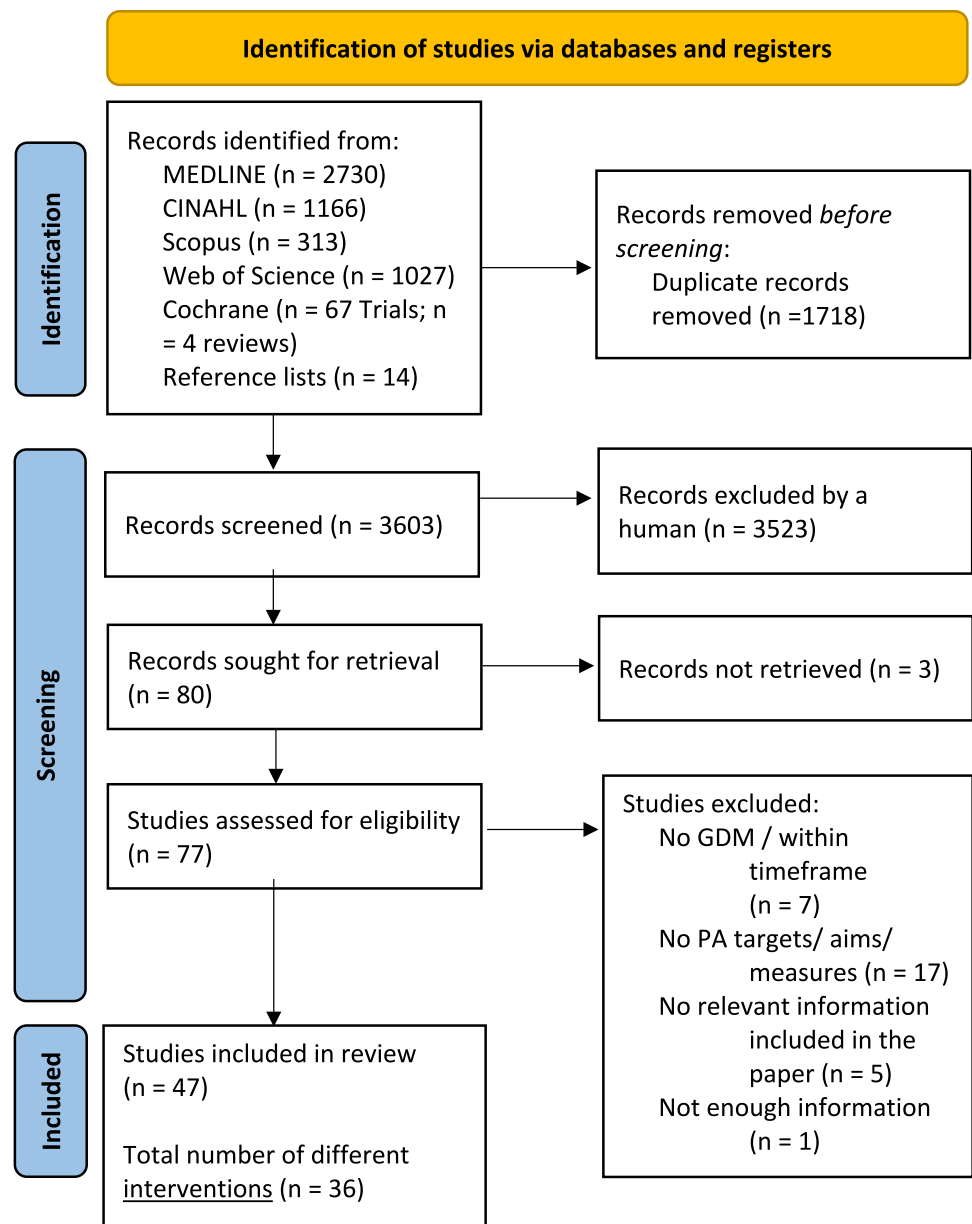 Identification of studies via databases and registers
Identification
Records identified from:
MEDLINE (n = 2730)
CINAHL (n = 1166)
Scopus (n = 313)
Web of Science (n = 1027)
Cochrane (n = 67 Trials; n
= 4 reviews)
Reference lists (n = 14)
Records removed before
screening:
Duplicate records
removed (n =1718)
Screening
Records screened (n = 3603)
Records excluded by a
human (n = 3523)
Records sought for retrieval
(n = 80)
Records not retrieved (n = 3)
Studies assessed for eligibility
(n = 77)
Studies excluded:
No GDM / within
timeframe
(n = 7)
No PA targets/ aims/
measures (n = 17)
No relevant information
included in the
paper (n = 5)
Not enough information
(n = 1)
Included
Studies included in review
(n = 47)
Total number of different
interventions (n = 36)